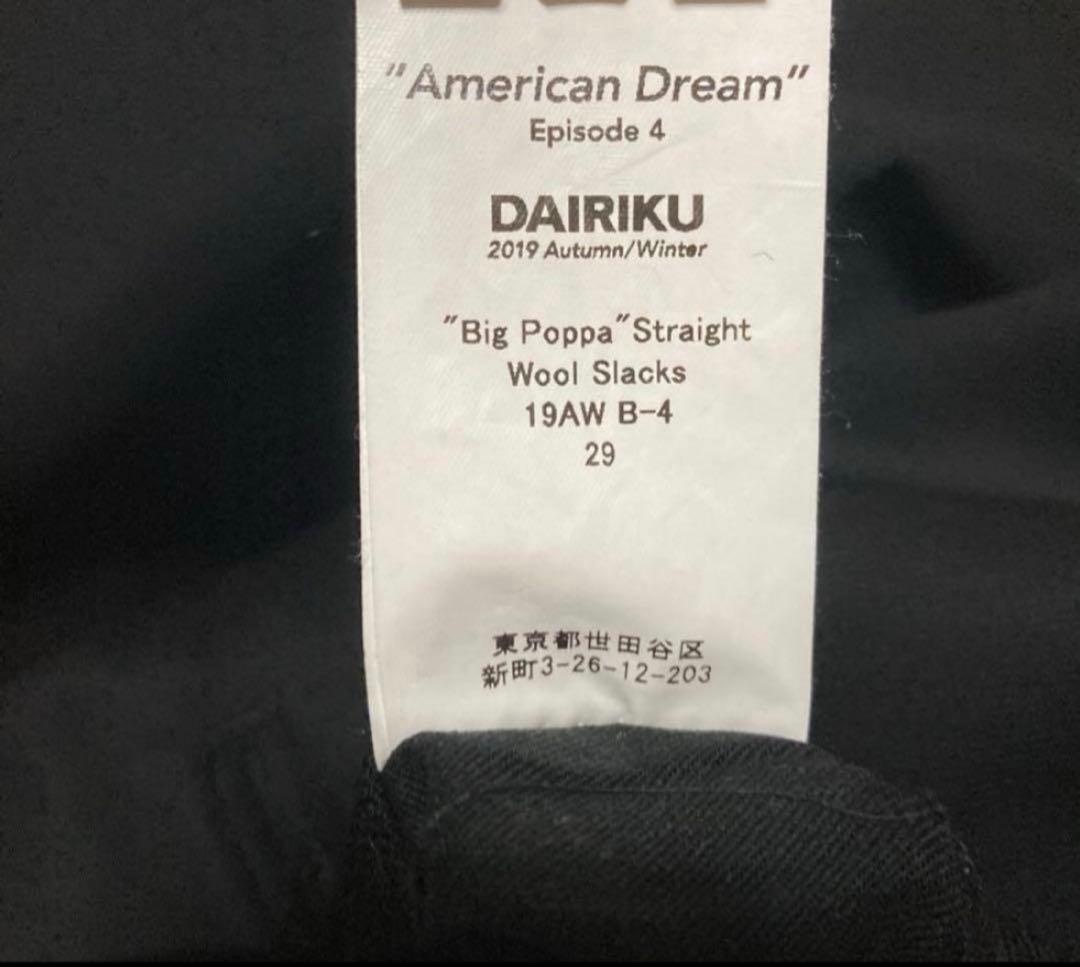 "American Dream"
Episode 4
DAIRIKU
2019 Autumn/Winter
"Big Poppa"Straight
Wool Slacks
19AW B-4
29
東京都世田谷区
新町3-26-12-203